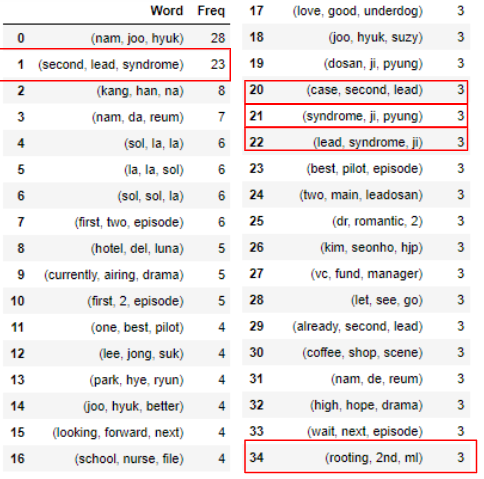 Word Freq
0 (nam, joo, hyuk) 28
1 (second, lead, syndrome) 23
2 (kang, han, na) 8
3 (nam, da, reum) 7
4 (sol, la, la) 6
5 (la, la, sol) 6
6 (sol, sol, la) 6
7 (first, two, episode) 6
8 (hotel, del, luna) 5
9 (currently, airing, drama) 5
10 (first, 2, episode) 5
11 (one, best, pilot) 4
12 (lee, jong, suk) 4
13 (park, hye, ryun) 4
14 (joo, hyuk, better) 4
15 (looking, forward, next) 4
16 (school, nurse, file) 4
17 (love, good, underdog) 3
18 (joo, hyuk, suzy) 3
19 (dosan, ji, pyung) 3
20 (case, second, lead) 3
21 (syndrome, ji, pyung) 3
22 (lead, syndrome, ji) 3
23 (best, pilot, episode) 3
24 (two, main, leadosan) 3
25 (dr, romantic, 2) 3
26 (kim, seonho, hjp) 3
27 (vc, fund, manager) 3
28 (let, see, go) 3
29 (already, second, lead) 3
30 (coffee, shop, scene) 3
31 (nam, de, reum) 3
32 (high, hope, drama) 3
33 (wait, next, episode) 3
34 (rooting, 2nd, ml) 3